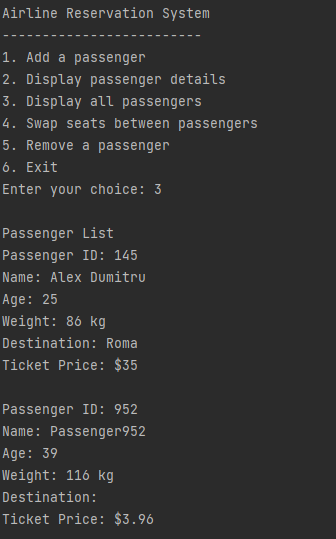 Airline Reservation System
-------------------------
1. Add a passenger
2. Display passenger details
3. Display all passengers
4. Swap seats between passengers
5. Remove a passenger
6. Exit
Enter your choice: 3
Passenger List
Passenger ID: 145
Name: Alex Dumitru
Age: 25
Weight: 86 kg
Destination: Roma
Ticket Price: $35
Passenger ID: 952
Name: Passenger952
Age: 39
Weight: 116 kg
Destination:
Ticket Price: $3.96